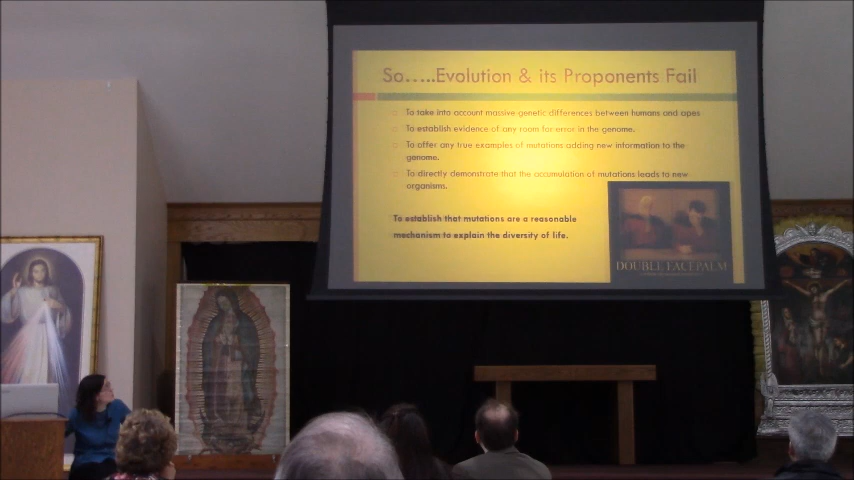 So.....Evolution & its Proponents Fail
To take into account massive genetic differences between humans and apes
To establish evidence of any room for error in the genome.
To offer any true examples of mutations adding new information to the
genome.
To directly demonstrate that the accumulation of mutations leads to new
organisms.
To establish that mutations are a reasonable
mechanism to explain the diversity of life.
DOUBLE FACEPALM